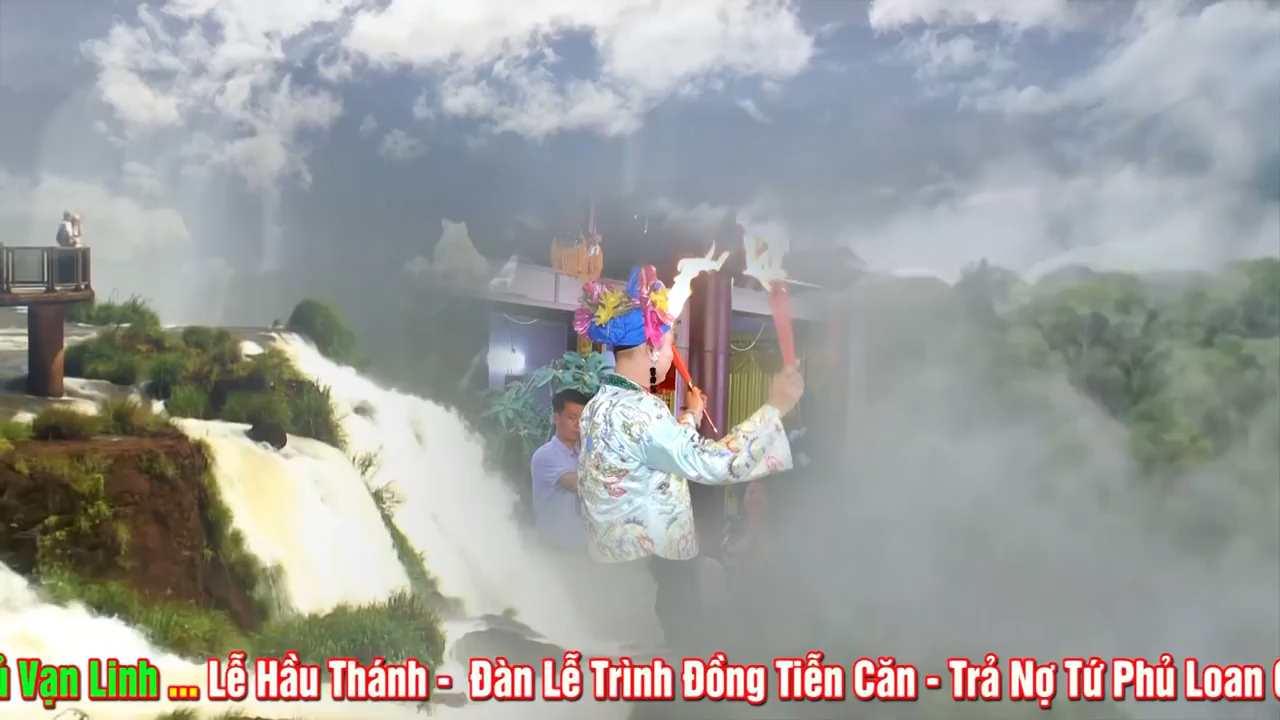 Vạn Linh ... Lễ Hầu Thánh - Đàn Lễ Trình Đồng Tiễn Căn - Trả Nợ Tứ Phủ Loan